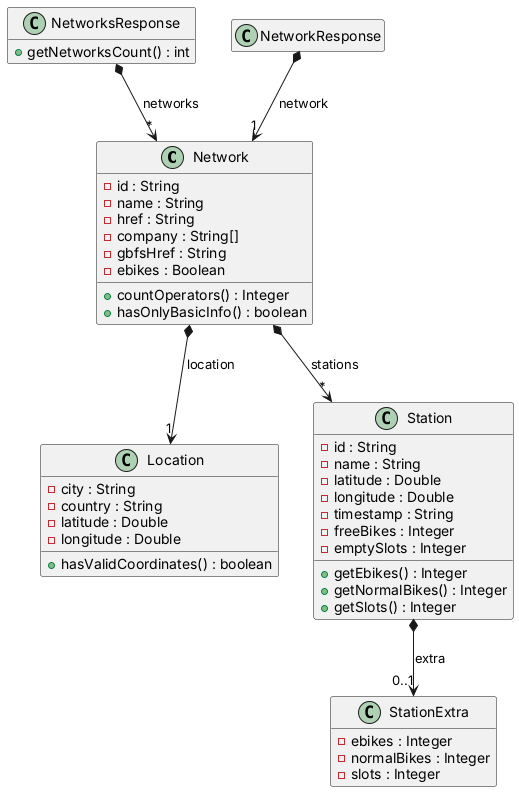 C NetworksResponse
getNetworksCount() : int
C NetworkResponse
networks
*
network
1
C Network
id : String
name : String
href : String
company : String[]
gbfsHref : String
ebikes : Boolean
countOperators() : Integer
hasOnlyBasicInfo() : boolean
location
1
stations
*
C Location
city : String
country : String
latitude : Double
longitude : Double
hasValidCoordinates() : boolean
C Station
id : String
name : String
latitude : Double
longitude : Double
timestamp : String
freeBikes : Integer
emptySlots : Integer
getEbikes() : Integer
getNormalBikes() : Integer
getSlots() : Integer
extra
0..1
C StationExtra
ebikes : Integer
normalBikes : Integer
slots : Integer